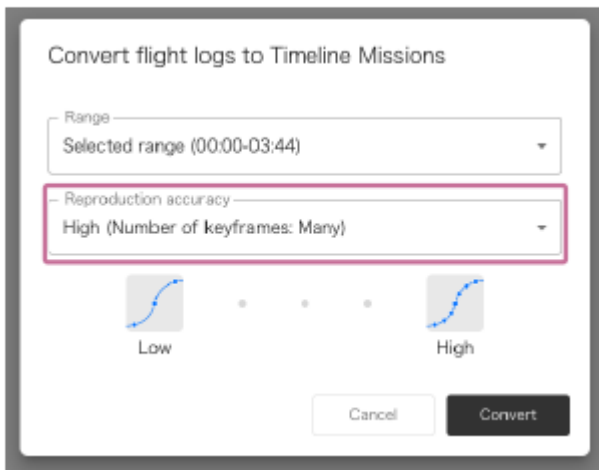 Convert flight logs to Timeline Missions
Range
Selected range (00:00-03:44)
Reproduction accuracy
High (Number of keyframes: Many)
Low
High
Cancel
Convert